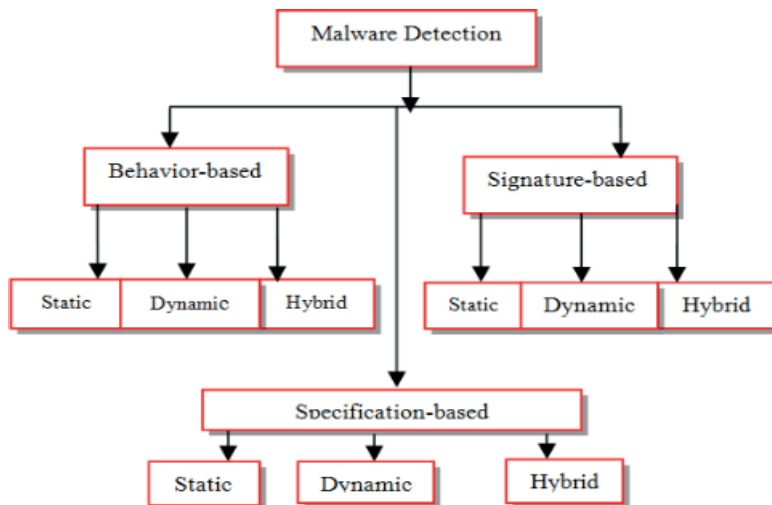 Malware Detection
Behavior-based
Signature-based
Static
Dynamic
Hybrid
Static
Dynamic
Hybrid
Specification-based
Static
Dynamic
Hybrid